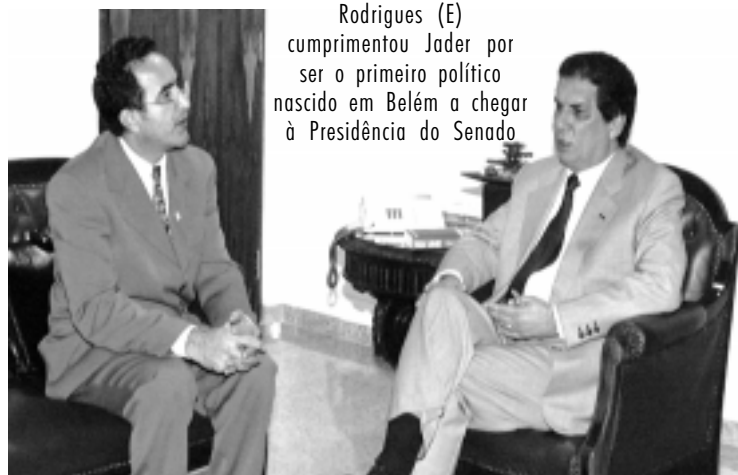 Rodrigues (E)
cumprimentou Jader por
ser o primeiro político
nascido em Belém a chegar
à Presidência do Senado